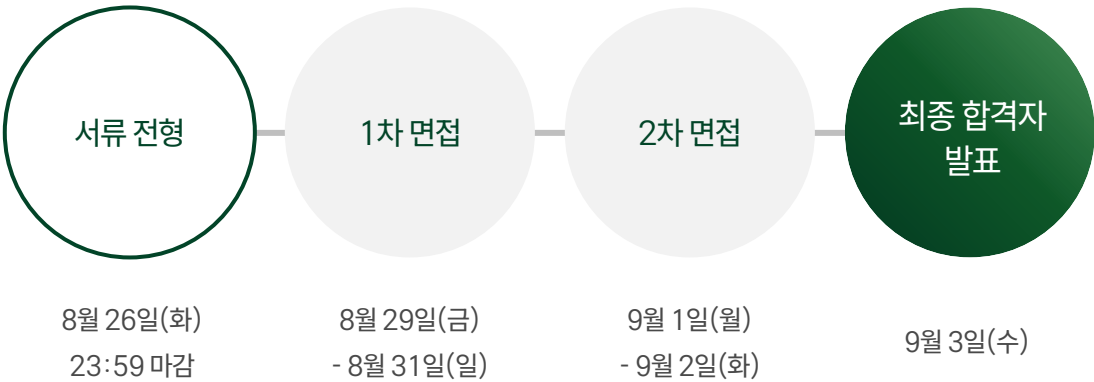 서류 전형
1차 면접
2차 면접
최종 합격자
발표
8월 26일(화)
23:59 마감
8월 29일(금)
- 8월 31일(일)
9월 1일(월)
- 9월 2일(화)
9월 3일(수)